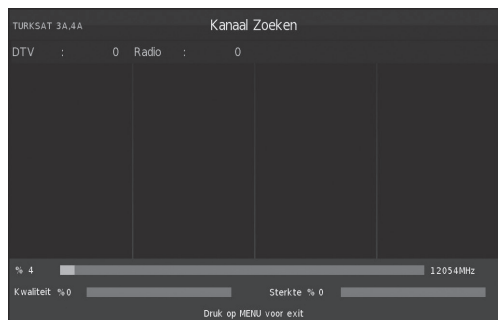 TURKSAT 3A,4A Kanaal Zoeken
DTV : 0 Radio : 0
% 4 12054MHz
Kwaliteit %0 Sterkte % 0
Druk op MENU voor exit